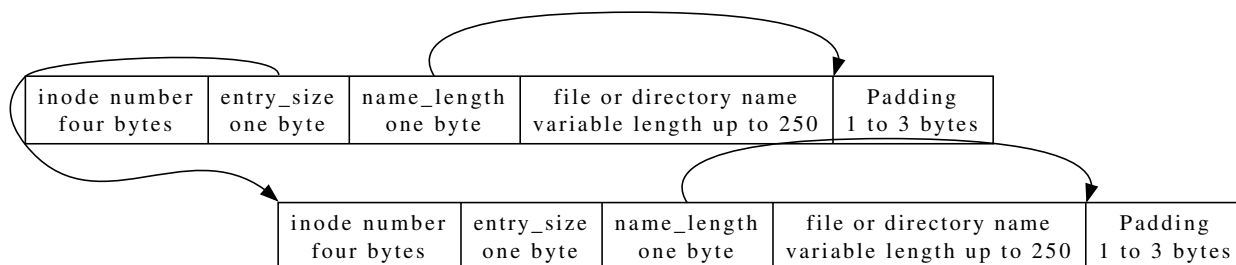 inode number entry_size name_length file or directory name Padding
four bytes one byte one byte variable length up to 250 1 to 3 bytes
inode number entry_size name_length file or directory name Padding
four bytes one byte one byte variable length up to 250 1 to 3 bytes